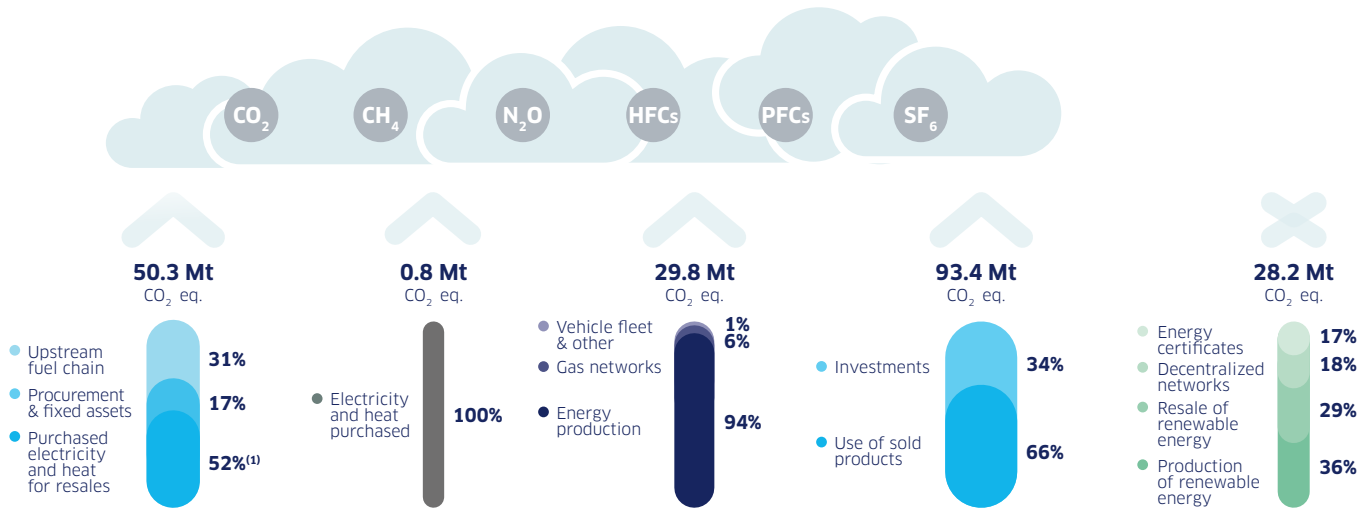 CO2
CH4
N2O
HFCs
PFCs
SF6
50.3 Mt
CO2 eq.
Upstream
fuel chain
31%
Procurement
& fixed assets
17%
Purchased
electricity
and heat
for resales
52%(1)
0.8 Mt
CO2 eq.
Electricity
and heat
purchased
100%
29.8 Mt
CO2 eq.
Vehicle fleet
& other
1%
Gas networks
6%
Energy
production
94%
93.4 Mt
CO2 eq.
Investments
34%
Use of sold
products
66%
28.2 Mt
CO2 eq.
Energy
certificates
17%
Decentralized
networks
18%
Resale of
renewable
energy
29%
Production
of renewable
energy
36%